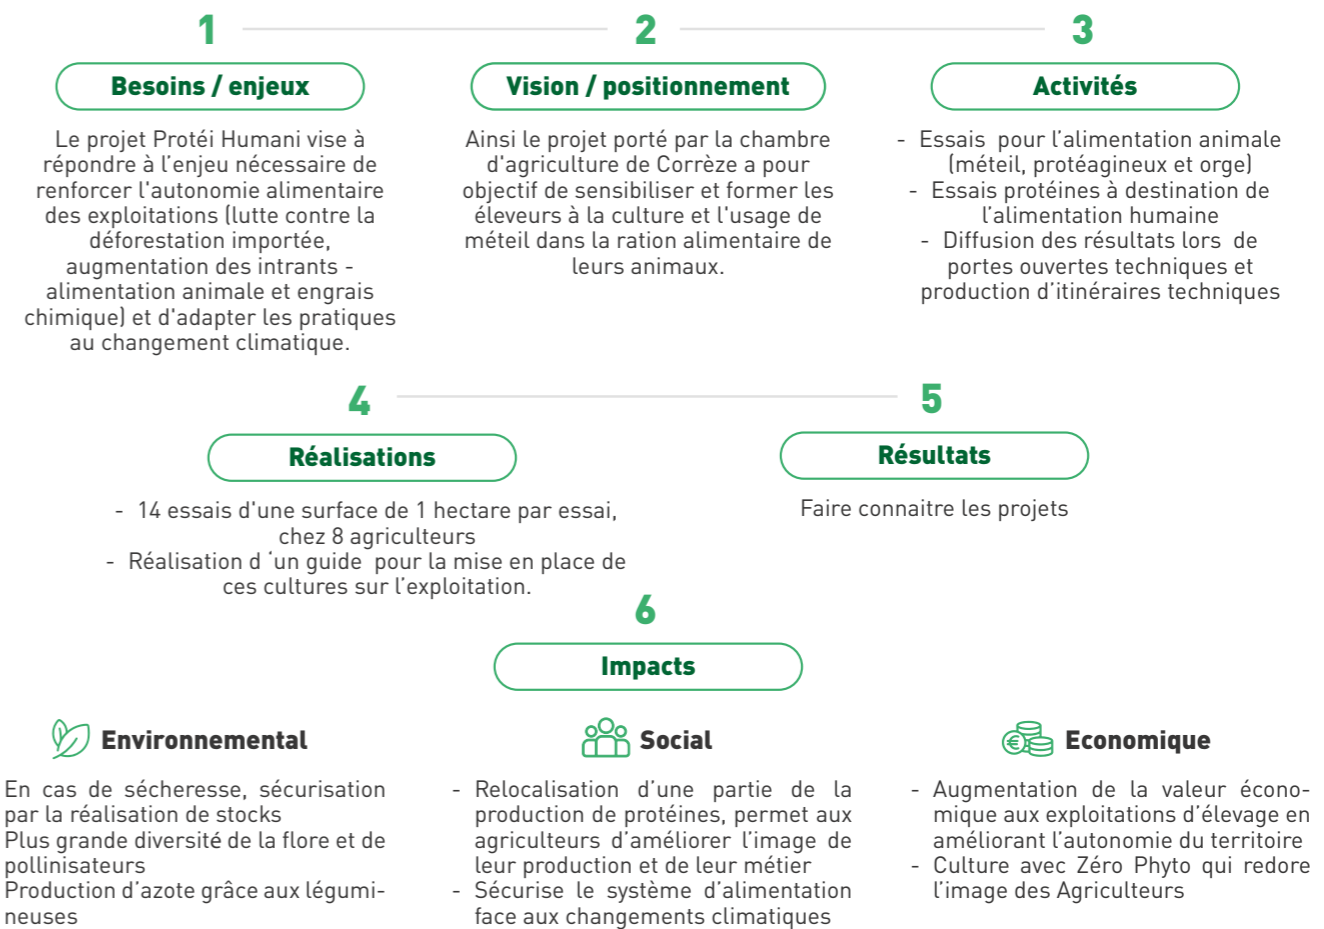 1
Besoins / enjeux
Le projet Protéi Humani vise à
répondre à l'enjeu nécessaire de
renforcer l'autonomie alimentaire
des exploitations (lutte contre la
déforestation importée,
augmentation des intrants -
alimentation animale et engrais
chimique) et d'adapter les pratiques
au changement climatique.
2
Vision / positionnement
Ainsi le projet porté par la chambre
d'agriculture de Corrèze a pour
objectif de sensibiliser et former les
éleveurs à la culture et l'usage de
méteil dans la ration alimentaire de
leurs animaux.
3
Activités
- Essais pour l'alimentation animale
(méteil, protéagineux et orge)
- Essais protéines à destination de
l'alimentation humaine
- Diffusion des résultats lors de
portes ouvertes techniques et
production d'itinéraires techniques
4
Réalisations
- 14 essais d'une surface de 1 hectare par essai,
chez 8 agriculteurs
- Réalisation d 'un guide pour la mise en place de
ces cultures sur l'exploitation.
5
Résultats
Faire connaitre les projets
6
Impacts
Environnemental
En cas de sécheresse, sécurisation
par la réalisation de stocks
Plus grande diversité de la flore et de
pollinisateurs
Production d'azote grâce aux légumi-
neuses
Social
- Relocalisation d'une partie de la
production de protéines, permet aux
agriculteurs d'améliorer l'image de
leur production et de leur métier
- Sécurise le système d'alimentation
face aux changements climatiques
Economique
- Augmentation de la valeur écono-
mique aux exploitations d'élevage en
améliorant l'autonomie du territoire
- Culture avec Zéro Phyto qui redore
l'image des Agriculteurs